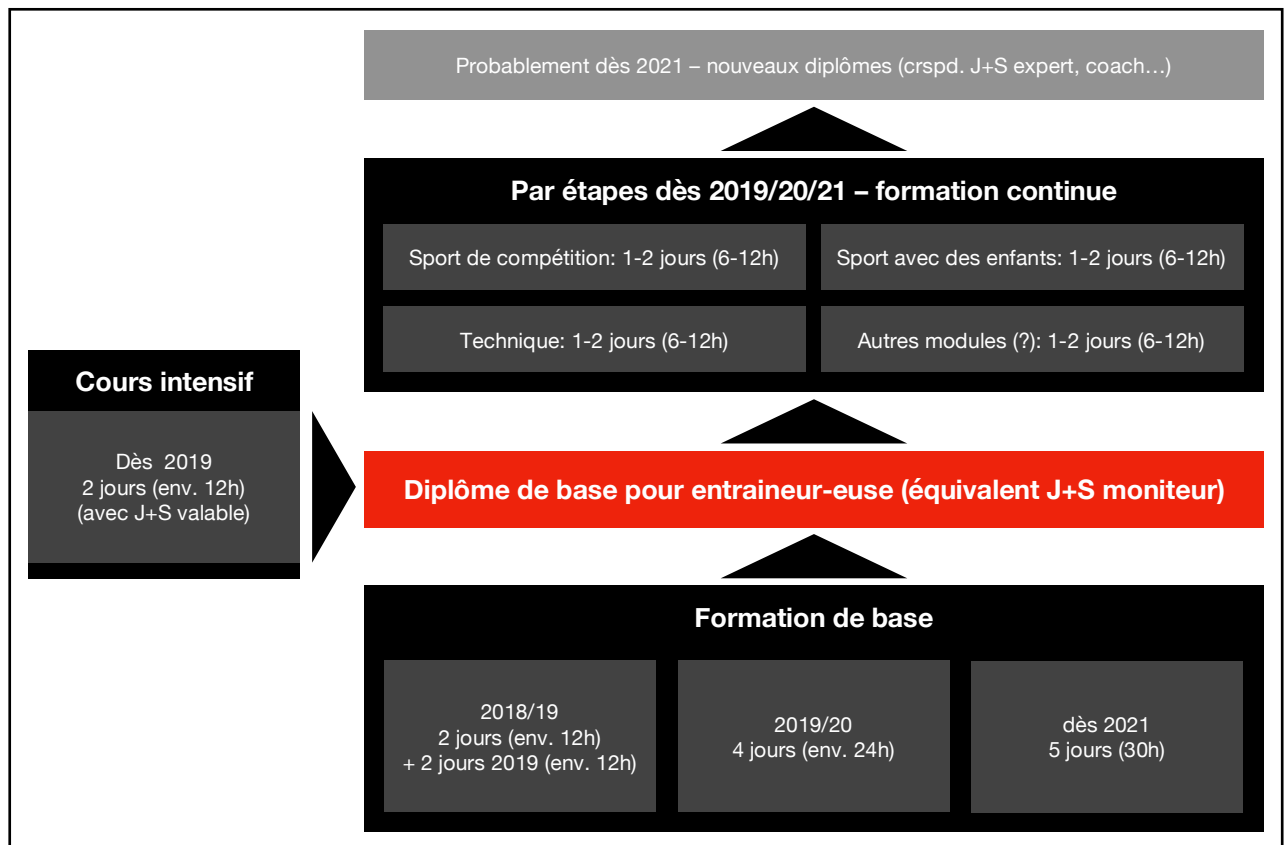 Probablement dès 2021 – nouveaux diplômes (crspd. J+S expert, coach…)
Par étapes dès 2019/20/21 – formation continue
Sport de compétition: 1-2 jours (6-12h)
Sport avec des enfants: 1-2 jours (6-12h)
Technique: 1-2 jours (6-12h)
Autres modules (?): 1-2 jours (6-12h)
Cours intensif
Dès 2019
2 jours (env. 12h)
(avec J+S valable)
Diplôme de base pour entraineur-euse (équivalent J+S moniteur)
Formation de base
2018/19
2 jours (env. 12h)
+ 2 jours 2019 (env. 12h)
2019/20
4 jours (env. 24h)
dès 2021
5 jours (30h)